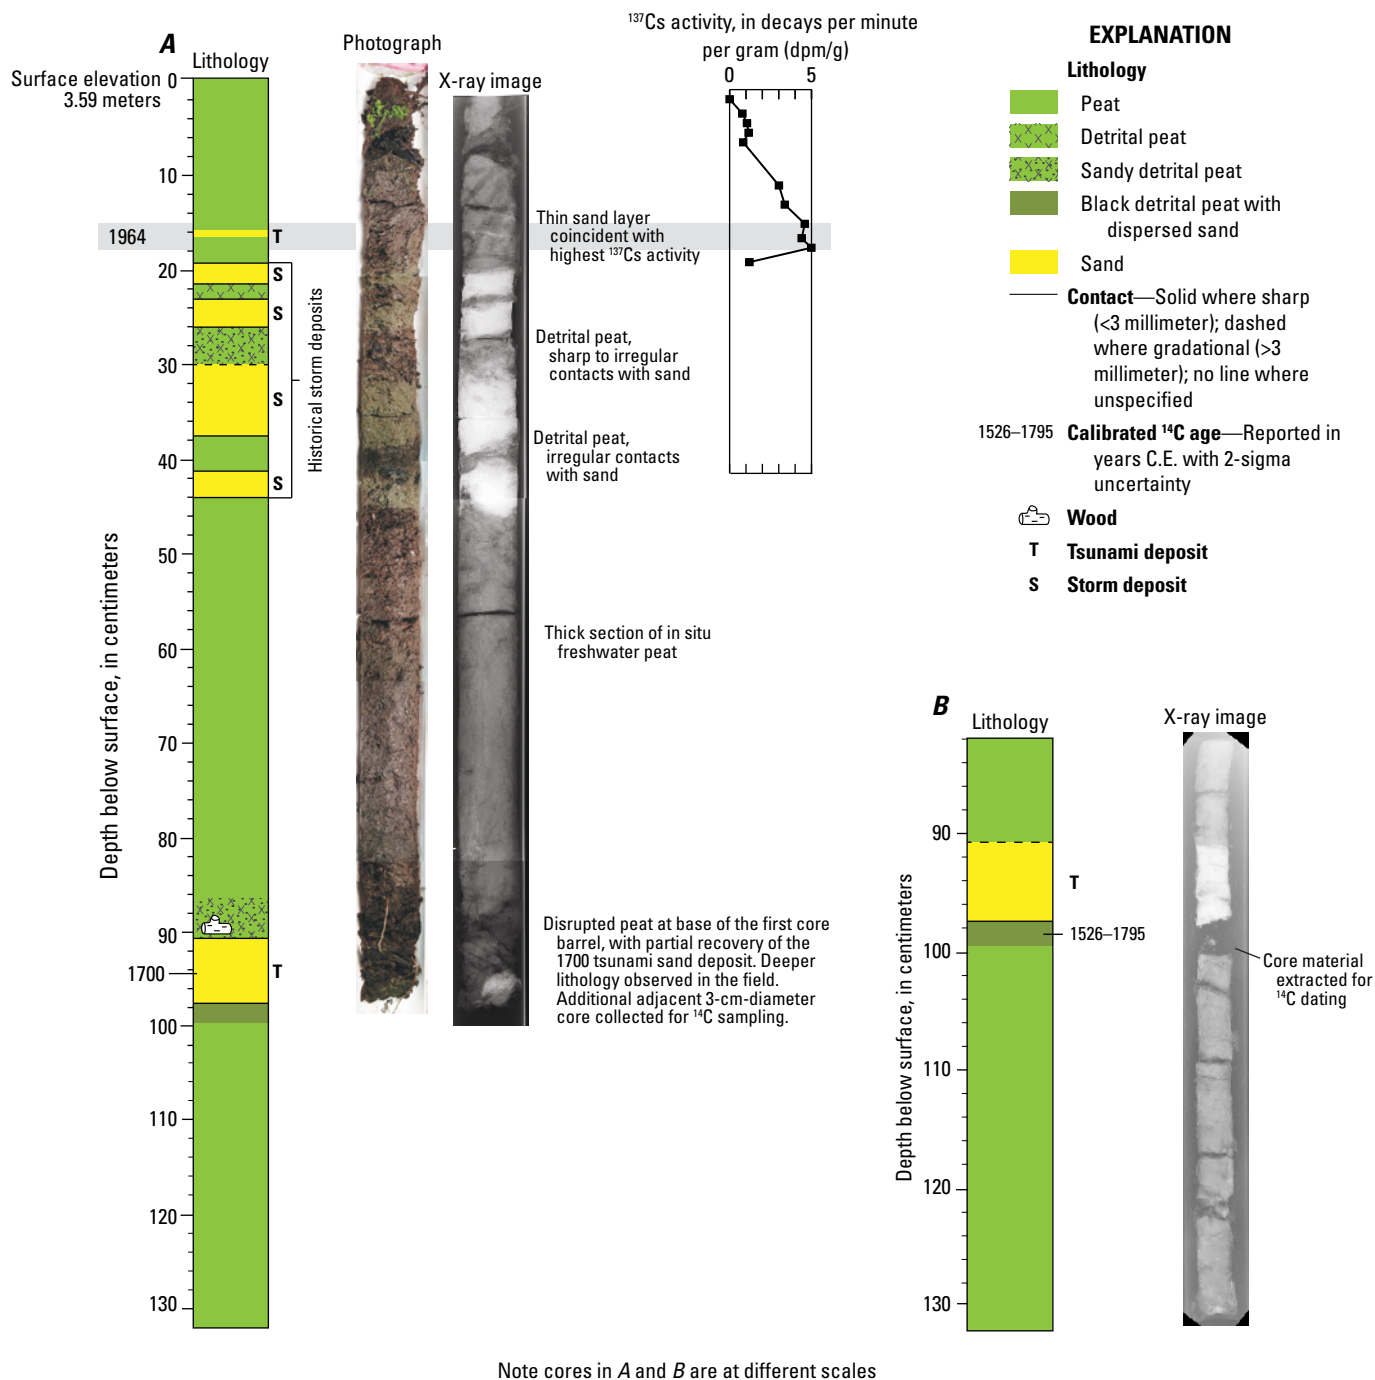 A
Lithology
Photograph
X-ray image
¹³⁷Cs activity, in decays per minute
per gram (dpm/g)
0
5
Surface elevation
3.59 meters
Depth below surface, in centimeters
0
10
20
30
40
50
60
70
80
90
100
110
120
130
1964
1700
T
S
S
S
S
T
Historical storm deposits
Thin sand layer
coincident with
highest ¹³⁷Cs activity
Detrital peat,
sharp to irregular
contacts with sand
Detrital peat,
irregular contacts
with sand
Thick section of in situ
freshwater peat
Disrupted peat at base of the first core
barrel, with partial recovery of the
1700 tsunami sand deposit. Deeper
lithology observed in the field.
Additional adjacent 3-cm-diameter
core collected for ¹⁴C sampling.
EXPLANATION
Lithology
Peat
Detrital peat
Sandy detrital peat
Black detrital peat with
dispersed sand
Sand
Contact—Solid where sharp
(<3 millimeter); dashed
where gradational (>3
millimeter); no line where
unspecified
1526–1795 Calibrated ¹⁴C age—Reported in
years C.E. with 2-sigma
uncertainty
Wood
T Tsunami deposit
S Storm deposit
B
Lithology
X-ray image
Depth below surface, in centimeters
90
100
110
120
130
T
1526–1795
Core material
extracted for
¹⁴C dating
Note cores in A and B are at different scales